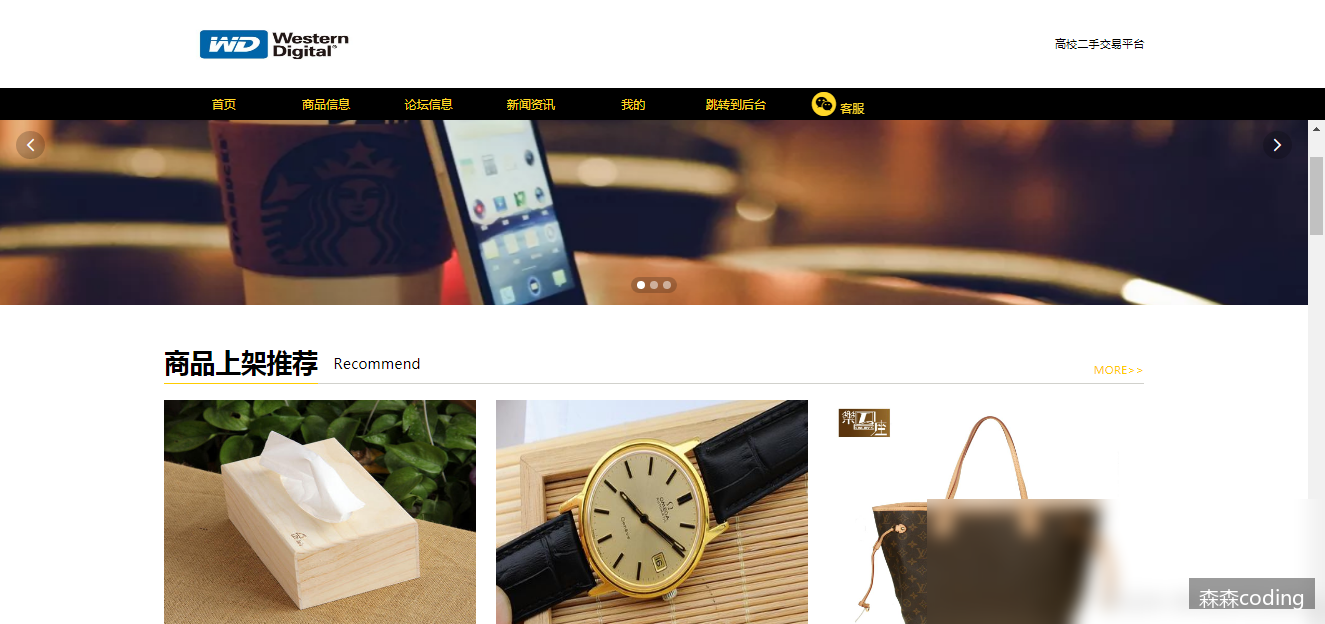 WD Western Digital®
高校二手交易平台
首页 商品信息 论坛信息 新闻资讯 我的 跳转到后台 客服
商品上架推荐 Recommend
MORE>>
Ω
OMEGA
森森coding